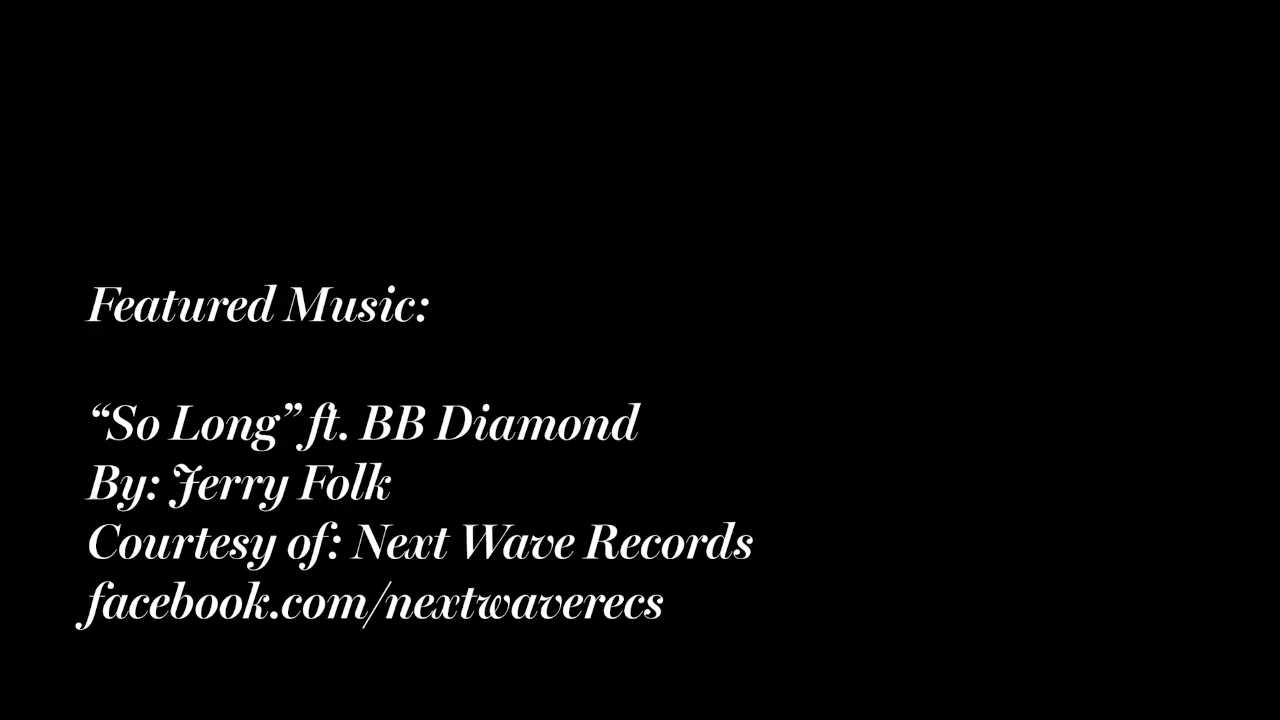 Featured Music:
“So Long” ft. BB Diamond
By: Jerry Folk
Courtesy of: Next Wave Records
facebook.com/nextwaverecs